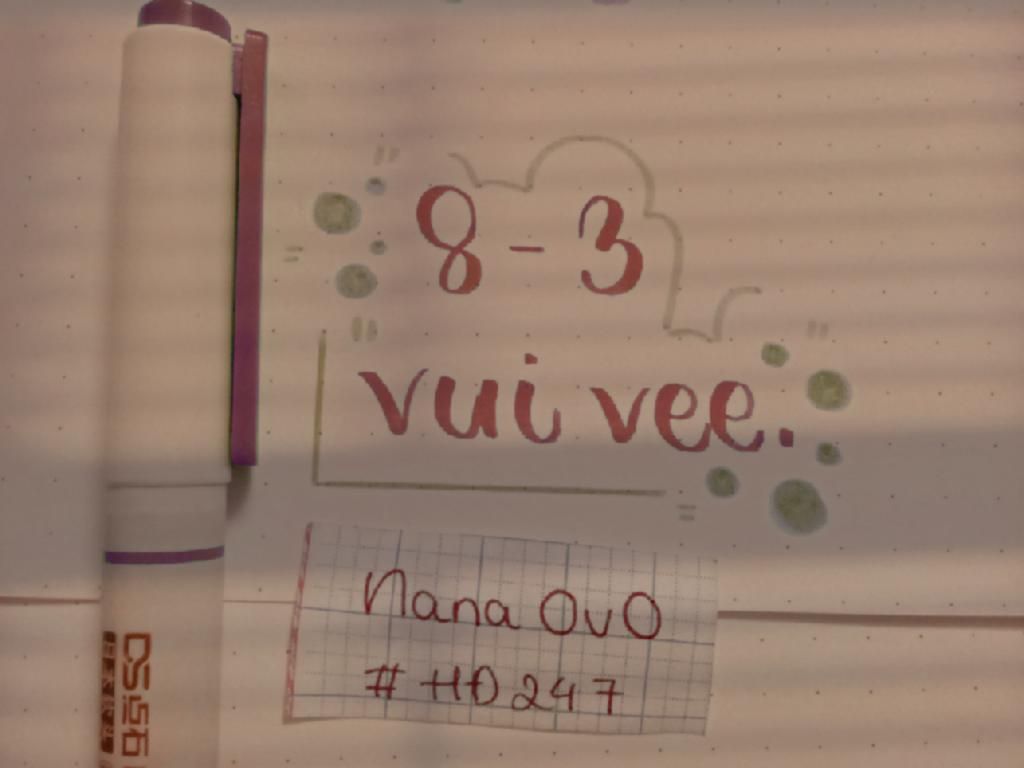 8 - 3
vui vee.
Nana OvO
# HD247